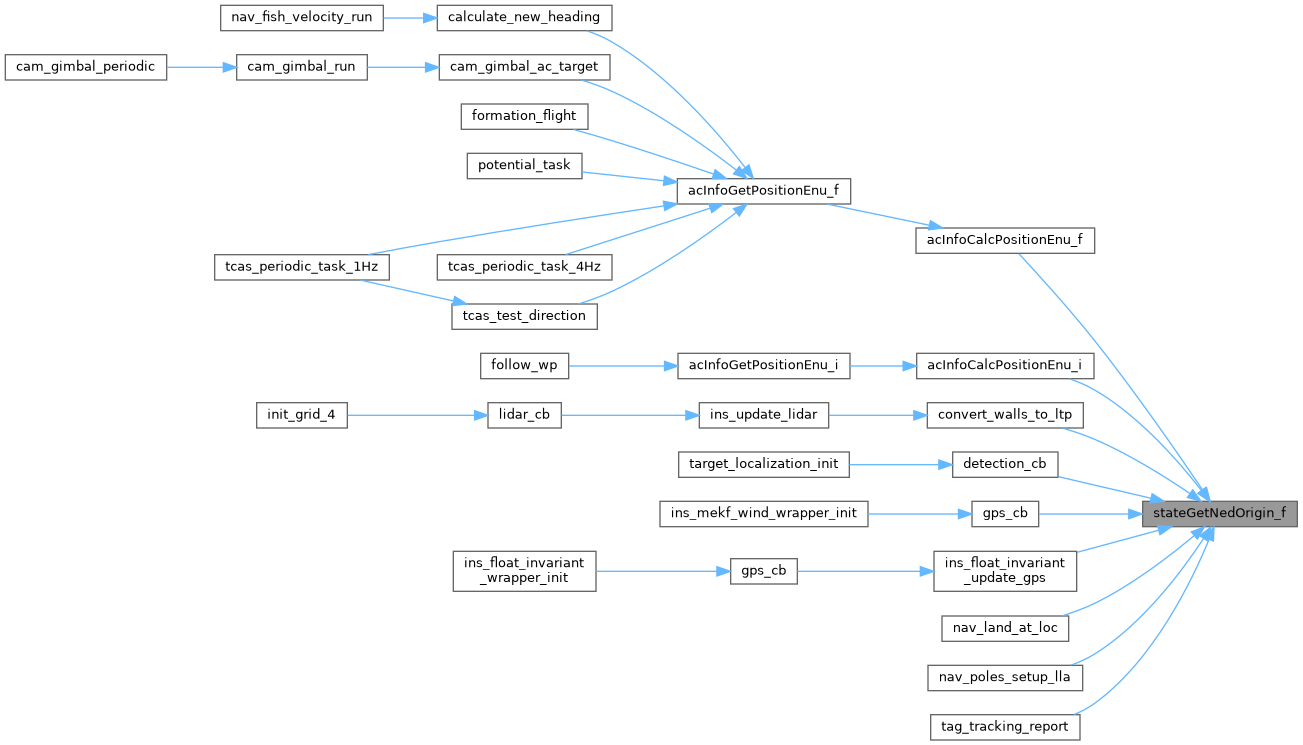 nav_fish_velocity_run
calculate_new_heading
cam_gimbal_periodic
cam_gimbal_run
cam_gimbal_ac_target
formation_flight
potential_task
acInfoGetPositionEnu_f
acInfoCalcPositionEnu_f
tcas_periodic_task_1Hz
tcas_periodic_task_4Hz
tcas_test_direction
follow_wp
acInfoGetPositionEnu_i
acInfoCalcPositionEnu_i
init_grid_4
lidar_cb
ins_update_lidar
convert_walls_to_ltp
target_localization_init
detection_cb
ins_mekf_wind_wrapper_init
gps_cb
stateGetNedOrigin_f
ins_float_invariant
_wrapper_init
gps_cb
ins_float_invariant
_update_gps
nav_land_at_loc
nav_poles_setup_lla
tag_tracking_report